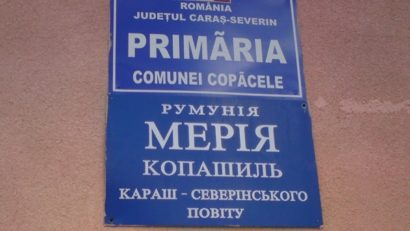 ROMÂNIA
JUDEȚUL CARAȘ-SEVERIN
PRIMĂRIA
COMUNEI COPĂCELE
РУМУНІЯ
МЕРІЯ
КОПАШИЛЬ
КАРАШ - СЕВЕРІНСЬКОГО
ПОВІТУ